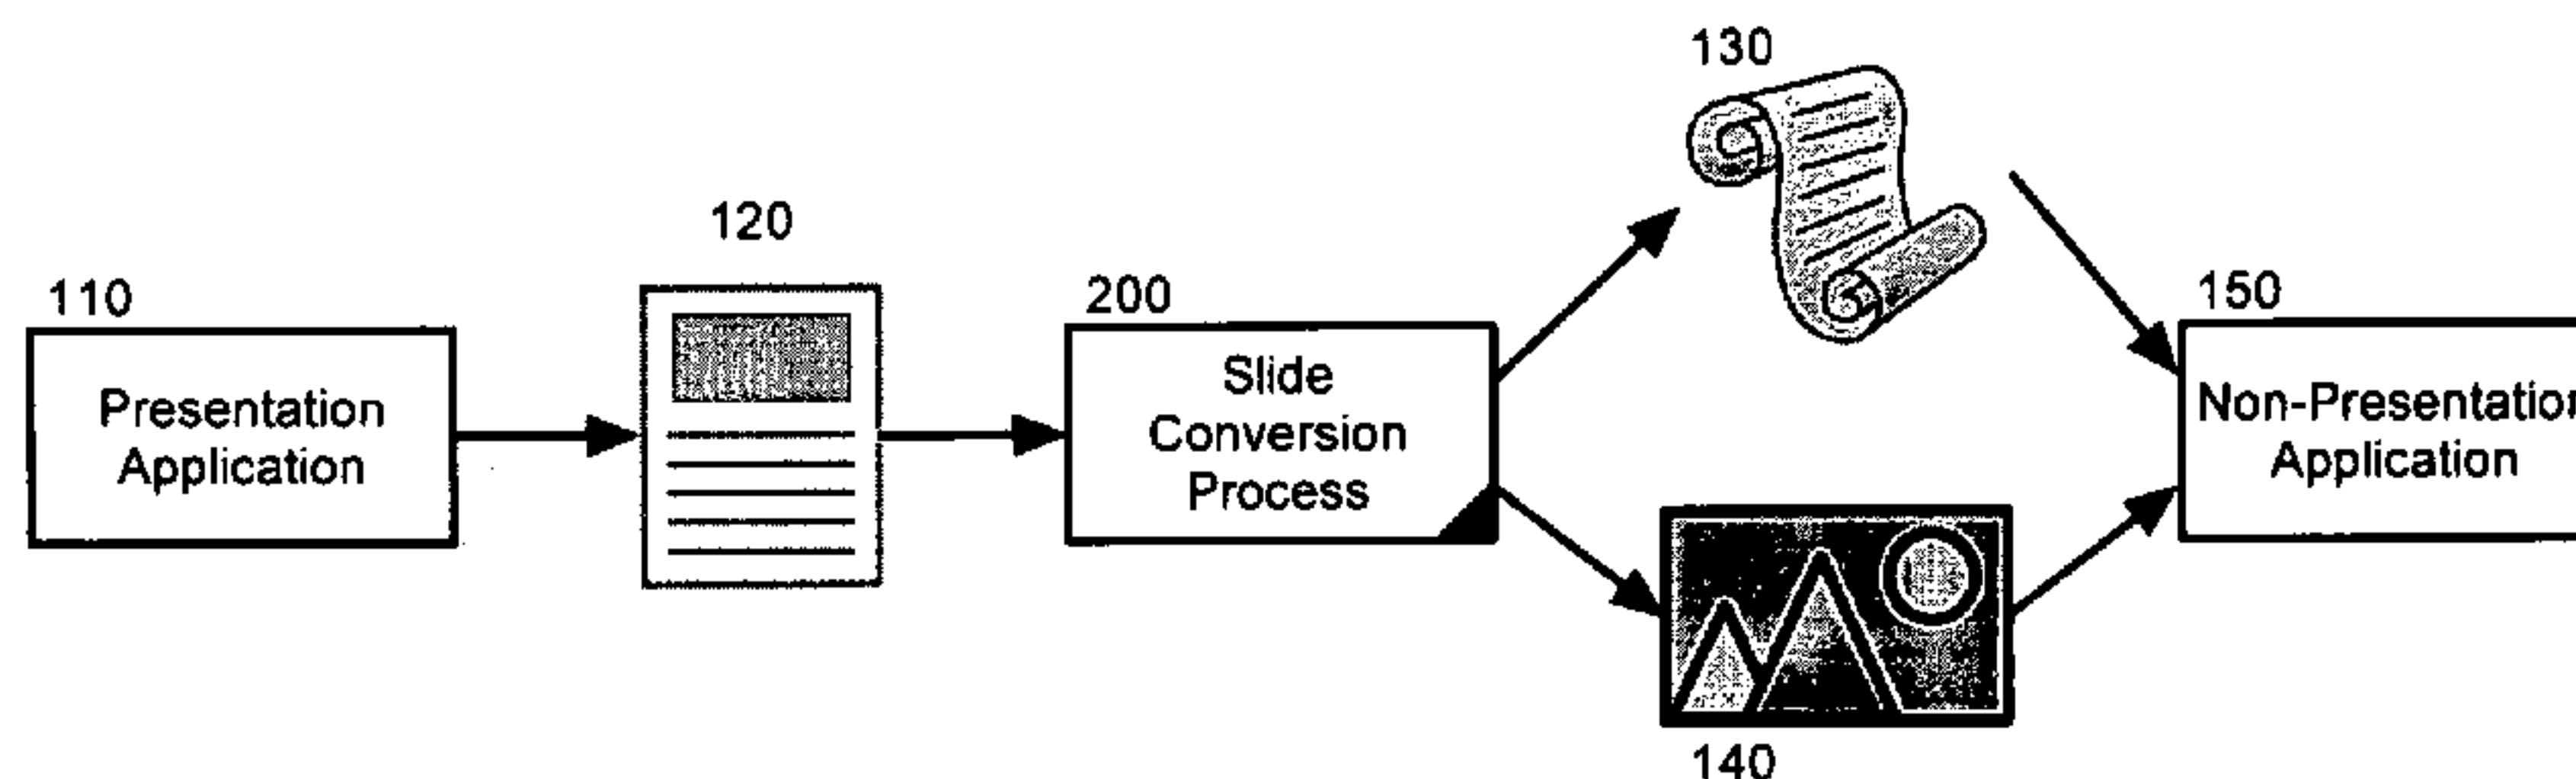 130
120
110
200
150
Presentation
Application
Slide
Conversion
Process
Non-Presentation
Application
140